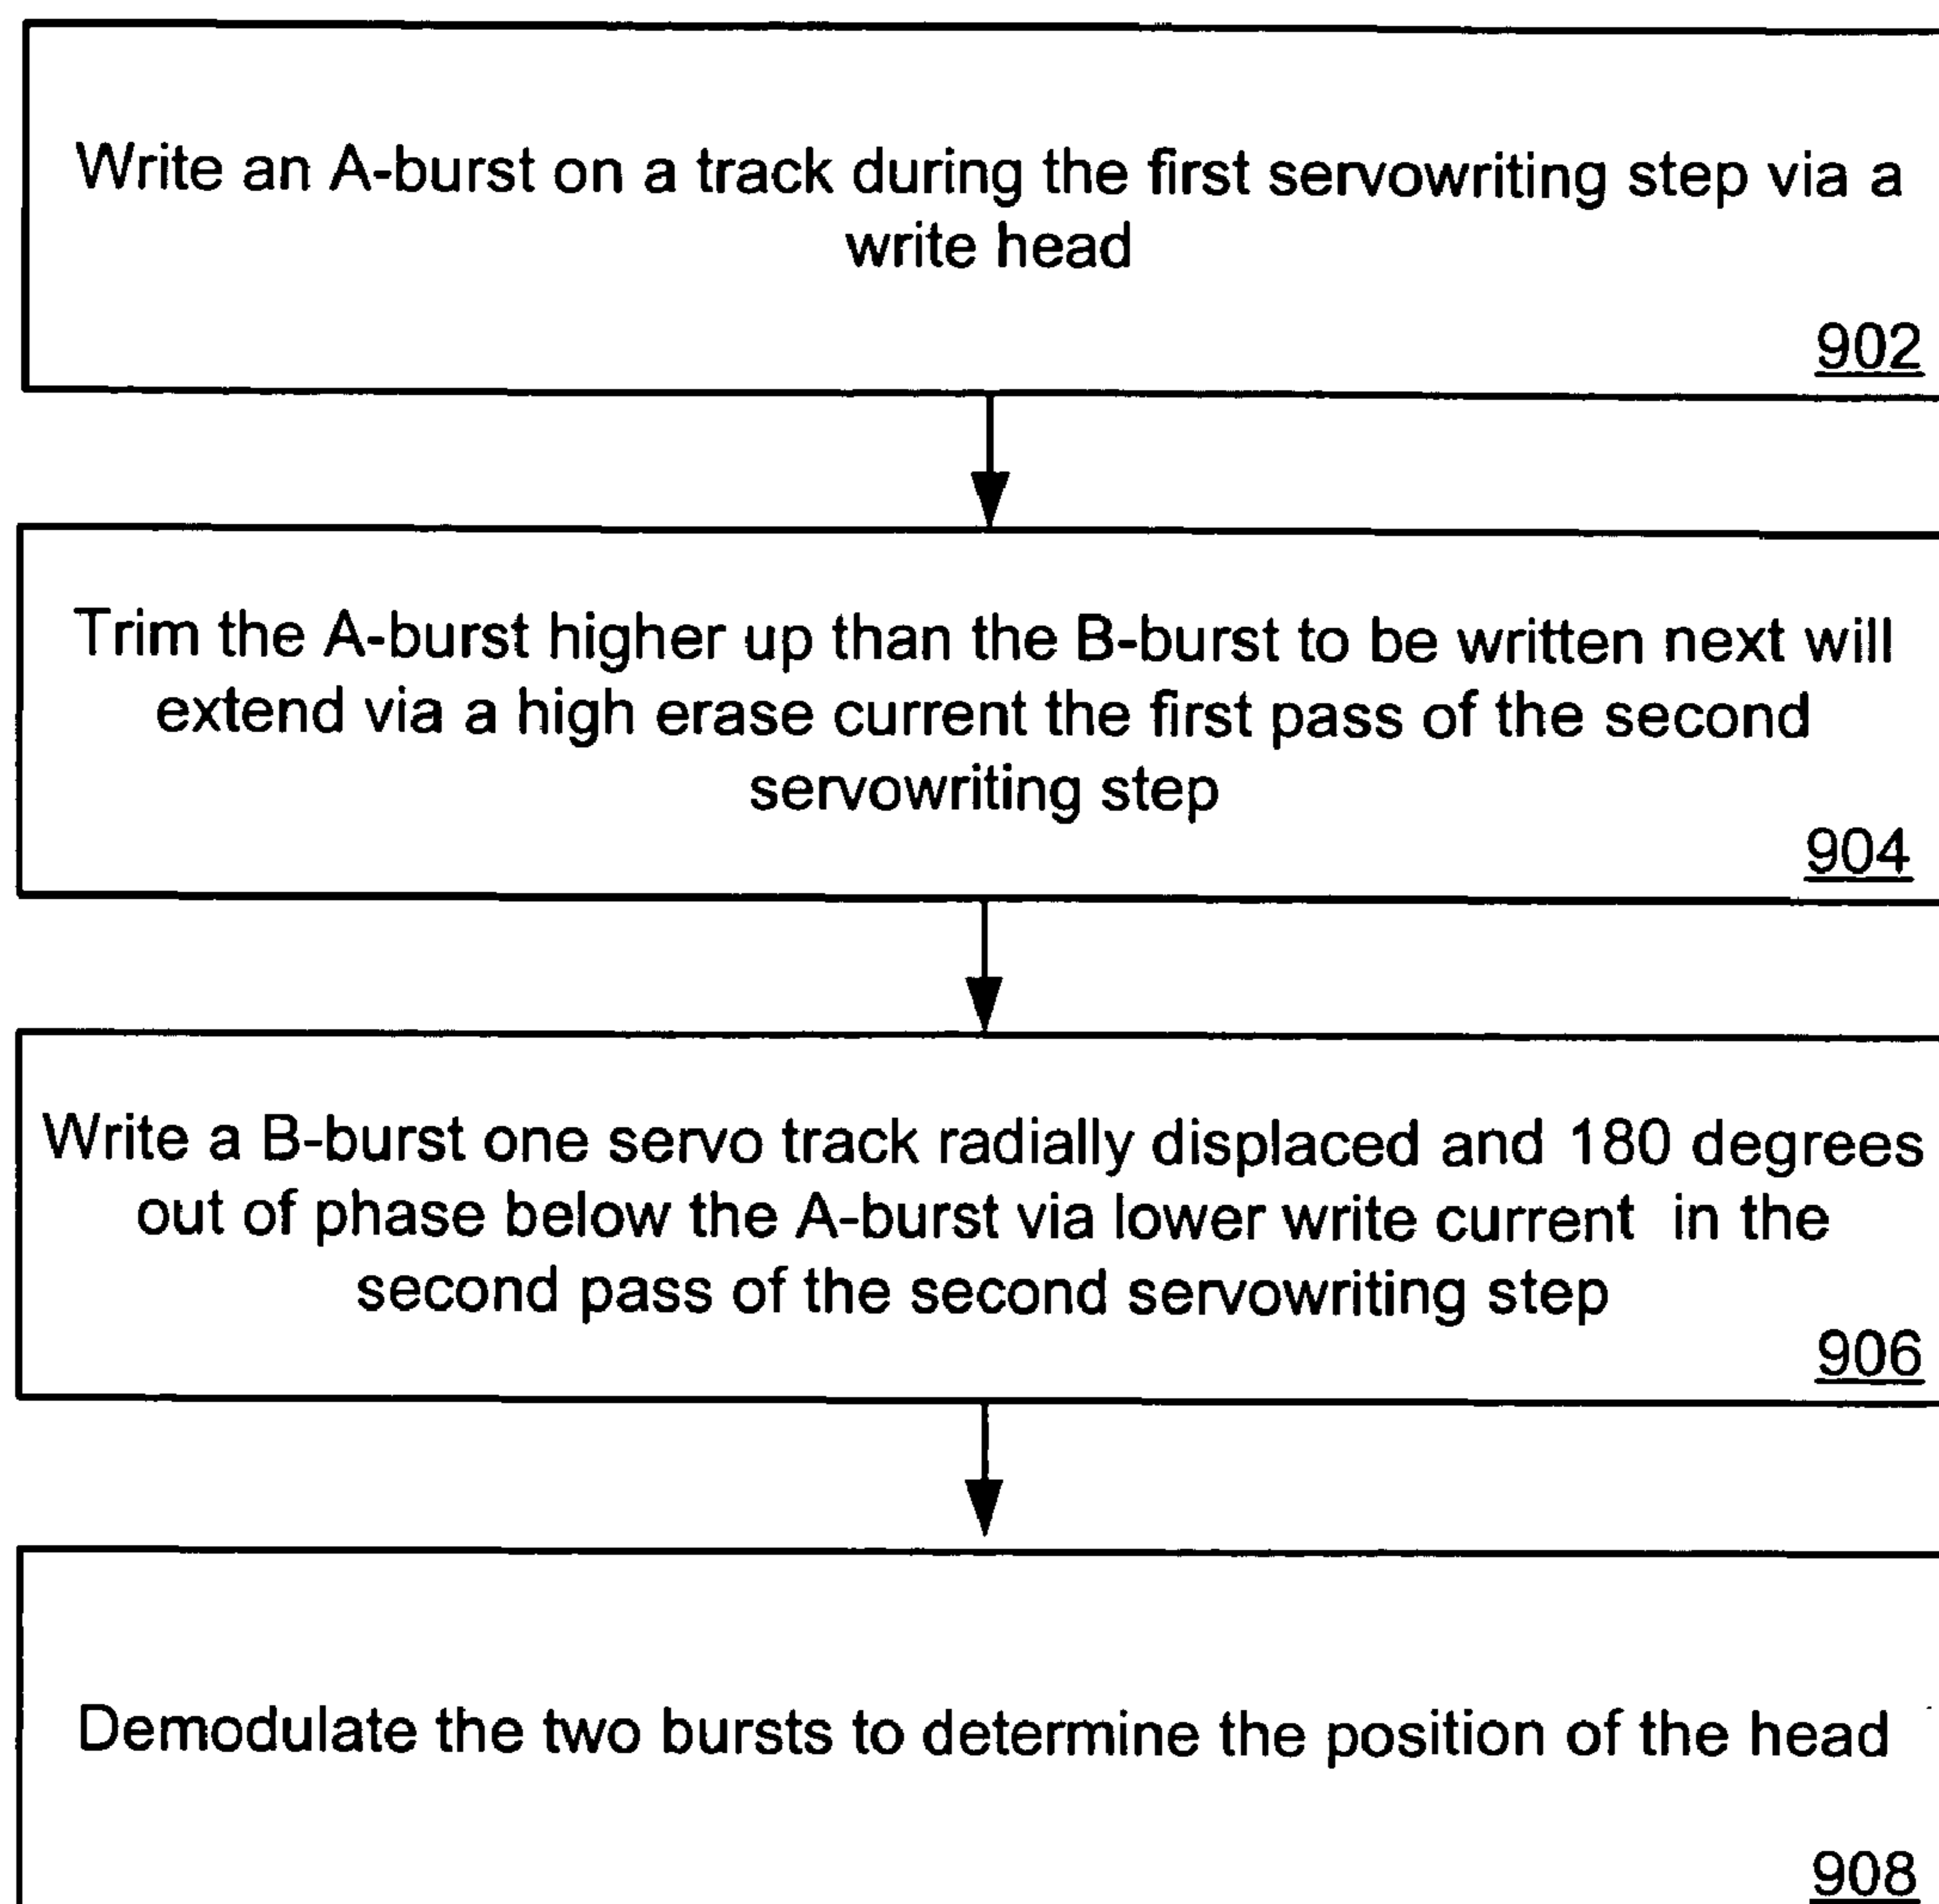 Write an A-burst on a track during the first servowriting step via a
write head
902
Trim the A-burst higher up than the B-burst to be written next will
extend via a high erase current the first pass of the second
servowriting step
904
Write a B-burst one servo track radially displaced and 180 degrees
out of phase below the A-burst via lower write current in the
second pass of the second servowriting step
906
Demodulate the two bursts to determine the position of the head
908